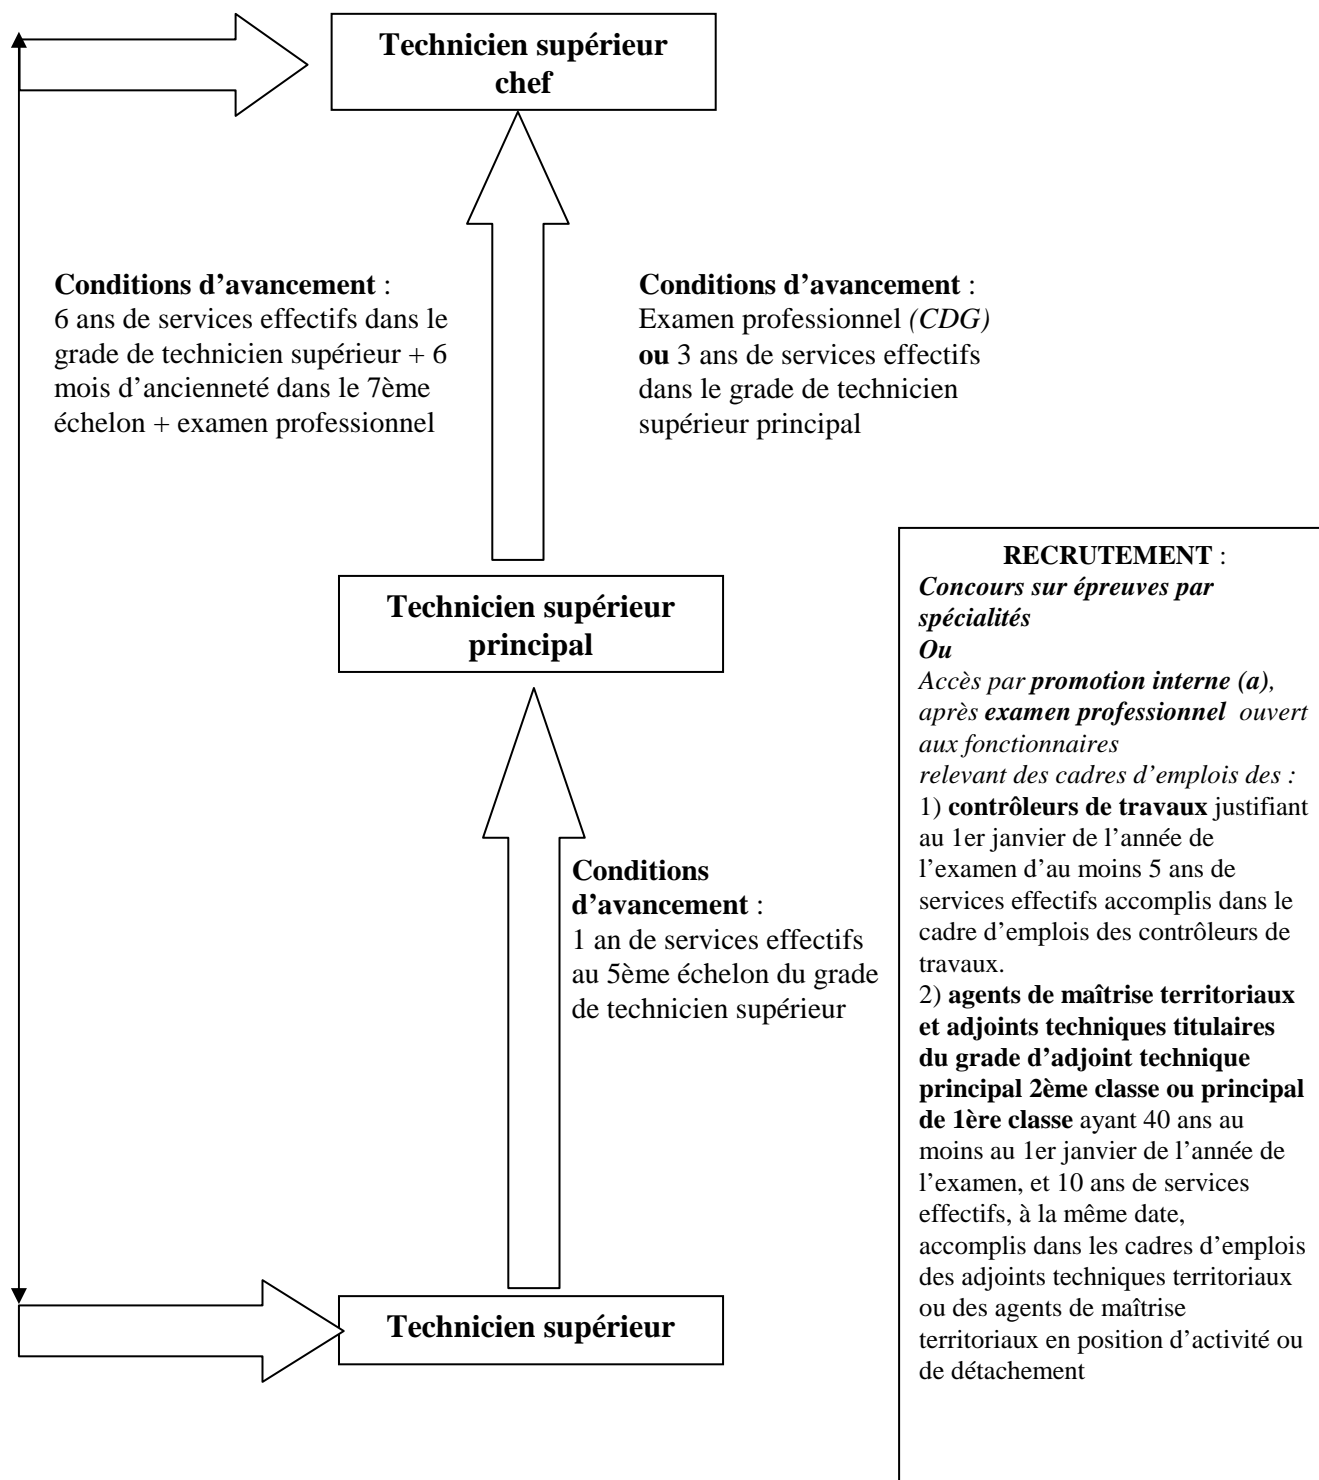 Technicien supérieur
chef
Conditions d’avancement :
6 ans de services effectifs dans le
grade de technicien supérieur + 6
mois d’ancienneté dans le 7ème
échelon + examen professionnel
Conditions d’avancement :
Examen professionnel (CDG)
ou 3 ans de services effectifs
dans le grade de technicien
supérieur principal
Technicien supérieur
principal
Conditions
d’avancement :
1 an de services effectifs
au 5ème échelon du grade
de technicien supérieur
Technicien supérieur
RECRUTEMENT :
Concours sur épreuves par
spécialités
Ou
Accès par promotion interne (a),
après examen professionnel ouvert
aux fonctionnaires
relevant des cadres d’emplois des :
1) contrôleurs de travaux justifiant
au 1er janvier de l’année de
l’examen d’au moins 5 ans de
services effectifs accomplis dans le
cadre d’emplois des contrôleurs de
travaux.
2) agents de maîtrise territoriaux
et adjoints techniques titulaires
du grade d’adjoint technique
principal 2ème classe ou principal
de 1ère classe ayant 40 ans au
moins au 1er janvier de l’année de
l’examen, et 10 ans de services
effectifs, à la même date,
accomplis dans les cadres d’emplois
des adjoints techniques territoriaux
ou des agents de maîtrise
territoriaux en position d’activité ou
de détachement